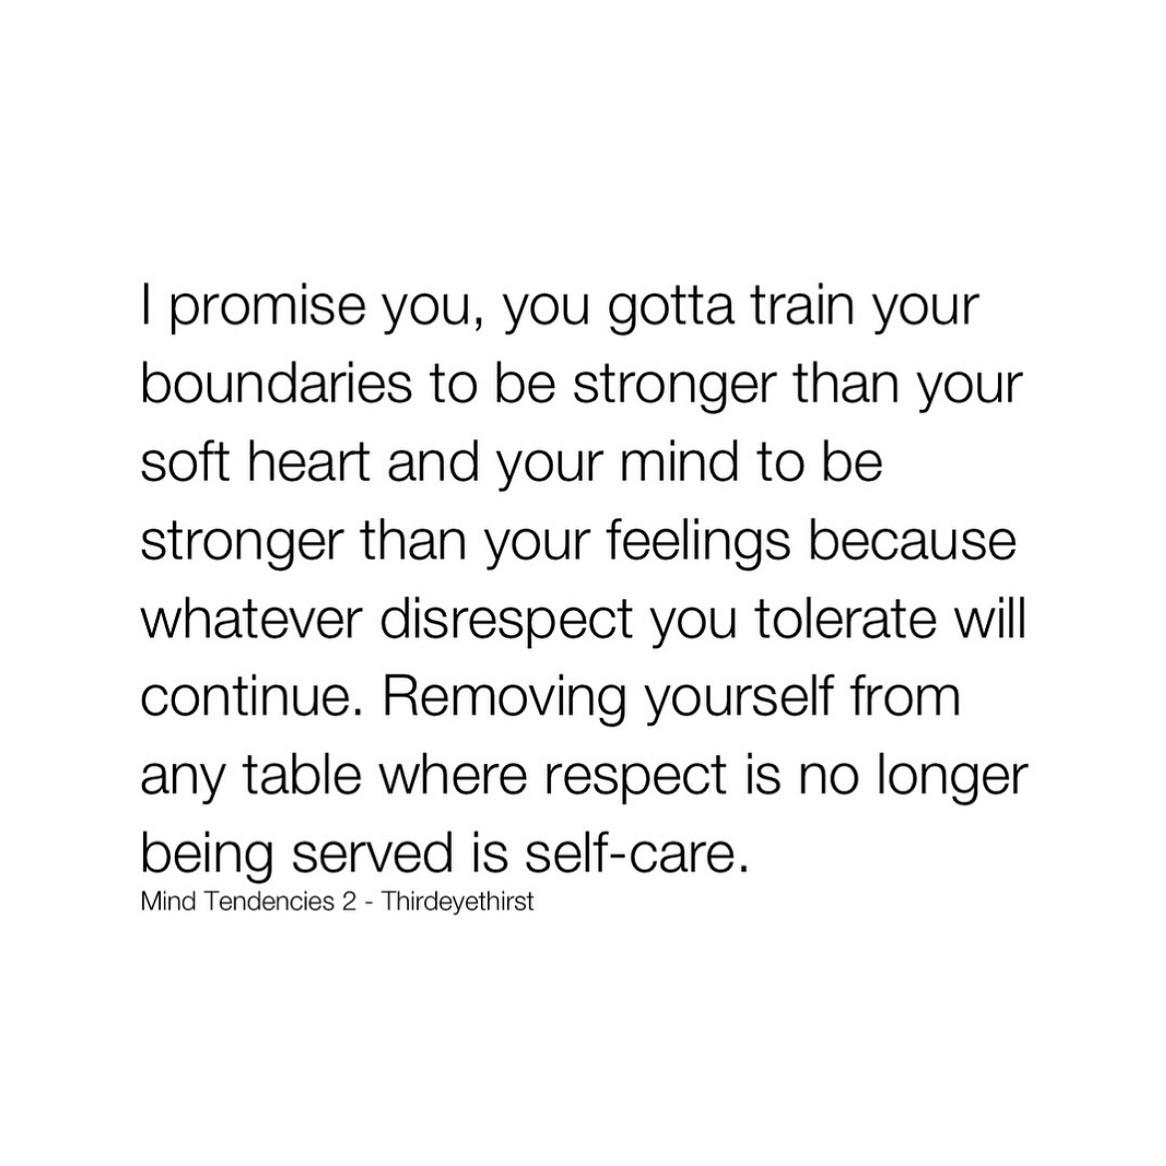 I promise you, you gotta train your
boundaries to be stronger than your
soft heart and your mind to be
stronger than your feelings because
whatever disrespect you tolerate will
continue. Removing yourself from
any table where respect is no longer
being served is self-care.
Mind Tendencies 2 - Thirdeyethirst